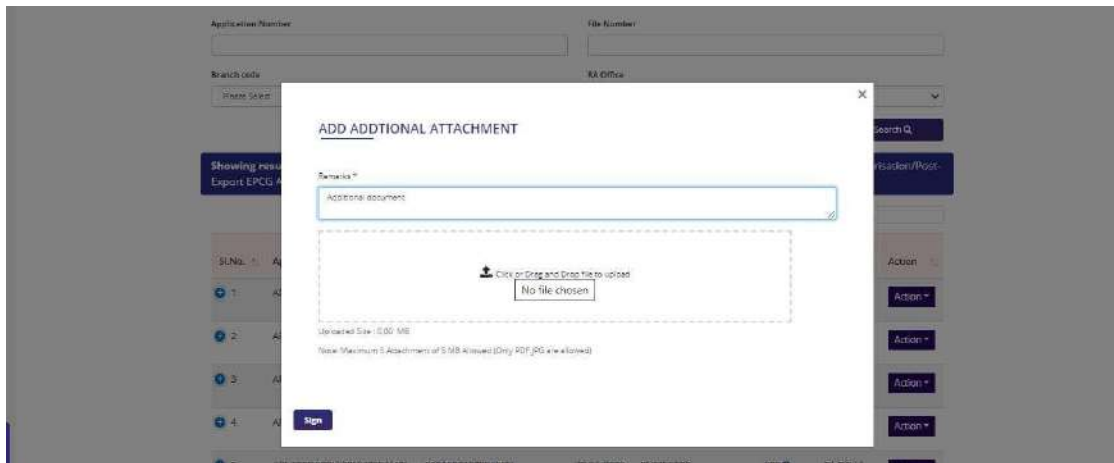 Application Number
File Number
Branch code
RA Office
Please Select
×
ADD ADDTIONAL ATTACHMENT
Search
Showing resu
risation/Post-
Export EPCG A
Remarks *
Additional document
Sl.No.
Action
Click or Drag and Drop file to upload
No file chosen
1
Action
Uploaded Size : 0.00 MB
2
Action
Note: Maximum 5 Attachment of 5 MB Allowed (Only PDF,JPG are allowed)
3
Action
4
Sign
Action